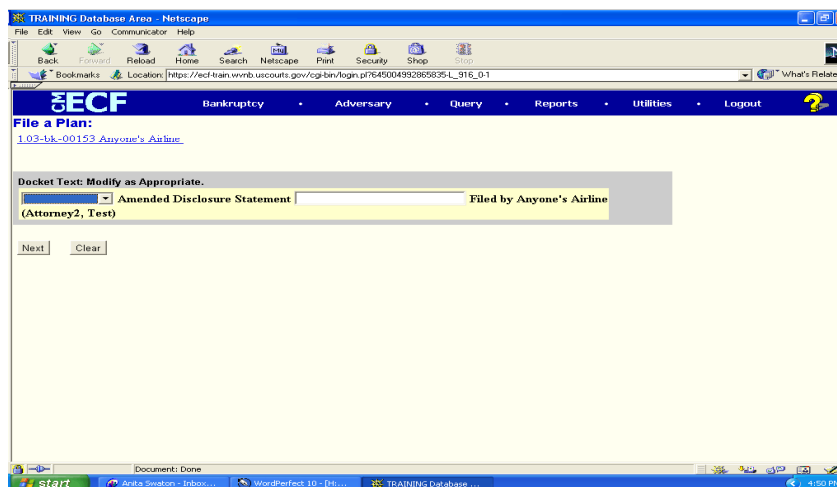 TRAINING Database Area - Netscape
File Edit View Go Communicator Help
Back Forward Reload Home Search Netscape Print Security Shop Stop
Bookmarks Location: https://ecf-train.wvnb.uscourts.gov/cgi-bin/login.pl?645004992865835-L_916_0-1 What's Relate
CM ECF Bankruptcy • Adversary • Query • Reports • Utilities • Logout ?
File a Plan:
1:03-bk-00153 Anyone's Airline
Docket Text: Modify as Appropriate.
Amended Disclosure Statement Filed by Anyone's Airline
(Attorney2, Test)
Next Clear
Document: Done
start Anita Swaton - Inbox... WordPerfect 10 - [H:... TRAINING Database ... 4:50 PM